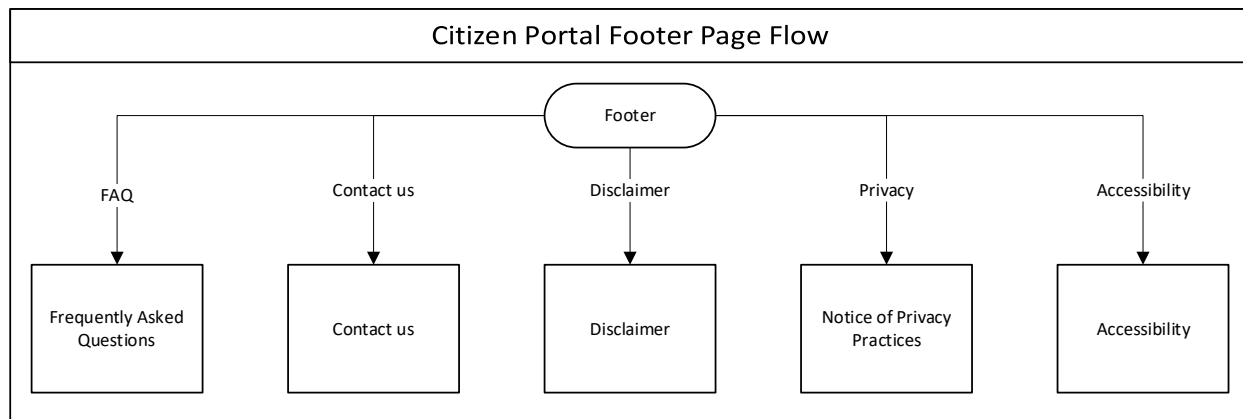 Citizen Portal Footer Page Flow
Footer
FAQ
Contact us
Disclaimer
Privacy
Accessibility
Frequently Asked
Questions
Contact us
Disclaimer
Notice of Privacy
Practices
Accessibility